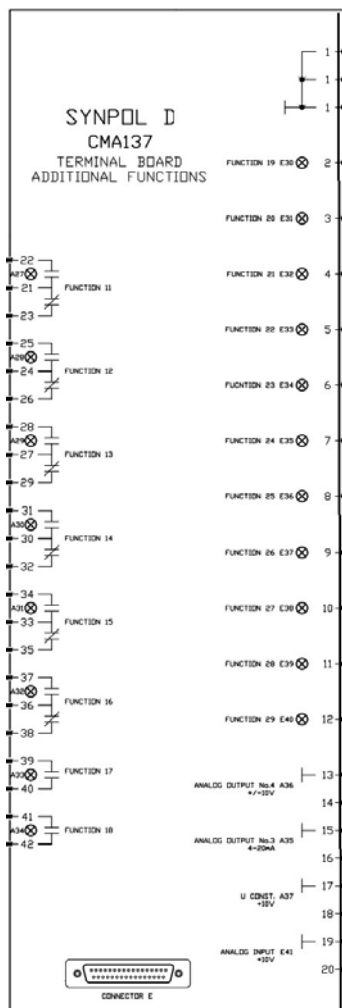 SYNPOL D
CMA137
TERMINAL BOARD
ADDITIONAL FUNCTIONS
22
A27
21
FUNCTION 11
23
25
A28
24
FUNCTION 12
26
28
A29
27
FUNCTION 13
29
31
A30
30
FUNCTION 14
32
34
A31
33
FUNCTION 15
35
37
A32
36
FUNCTION 16
38
39
A33
FUNCTION 17
40
41
A34
FUNCTION 18
42
CONNECTOR E
1
1
1
FUNCTION 19 E30 2
FUNCTION 20 E31 3
FUNCTION 21 E32 4
FUNCTION 22 E33 5
FUCNTION 23 E34 6
FUNCTION 24 E35 7
FUNCTION 25 E36 8
FUNCTION 26 E37 9
FUNCTION 27 E38 10
FUNCTION 28 E39 11
FUNCTION 29 E40 12
13
ANALOG OUTPUT No.4 A36
+/-10V
14
15
ANALOG OUTPUT No.3 A35
4-20mA
16
17
U CONST. A37
+10V
18
19
ANALOG INPUT E41
+10V
20